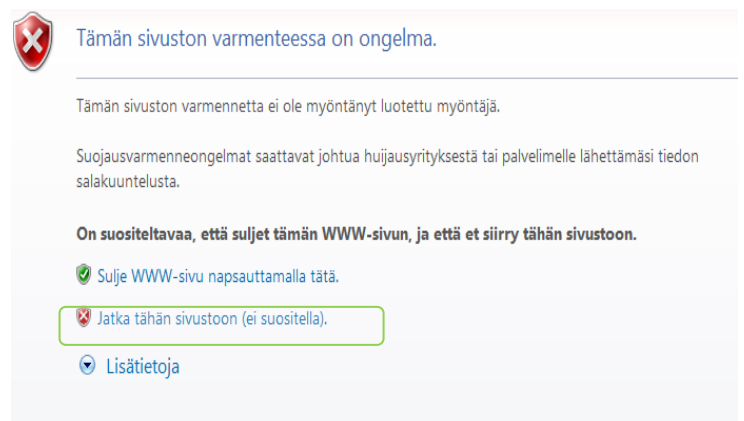 Tämän sivuston varmenteessa on ongelma.
Tämän sivuston varmennetta ei ole myöntänyt luotettu myöntäjä.
Suojausvarmenneongelmat saattavat johtua huijausyrityksestä tai palvelimelle lähettämäsi tiedon
salakuuntelusta.
On suositeltavaa, että suljet tämän WWW-sivun, ja että et siirry tähän sivustoon.
Sulje WWW-sivu napsauttamalla tätä.
Jatka tähän sivustoon (ei suositella).
Lisätietoja